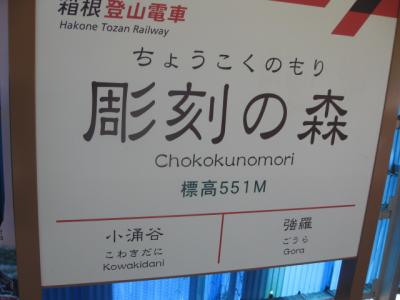 箱根登山電車
Hakone Tozan Railway
ちょうこくのもり
彫刻の森
Chokokunomori
標高551M
小涌谷
こわきだに
Kowakidani
強羅
ごうら
Gora